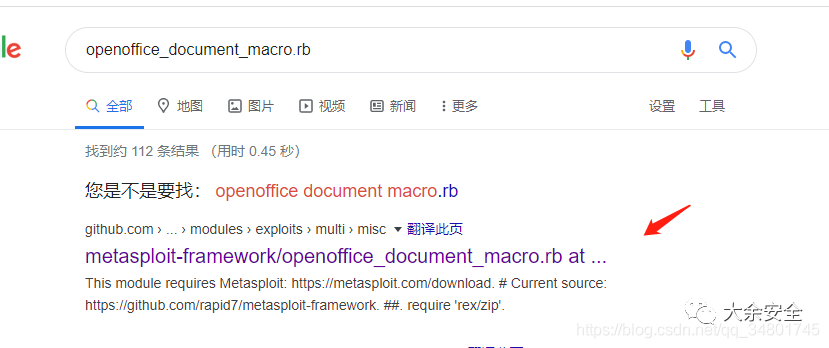 le openoffice_document_macro.rb
全部 地图 图片 视频 新闻 更多 设置 工具
找到约 112 条结果 （用时 0.45 秒）
您是不是要找： openoffice document macro.rb
github.com › ... › modules › exploits › multi › misc ▼ 翻译此页
metasploit-framework/openoffice_document_macro.rb at ...
This module requires Metasploit: https://metasploit.com/download. # Current source:
https://github.com/rapid7/metasploit-framework. ##. require 'rex/zip'.
大余安全
https://blog.csdn.net/qq_34801745